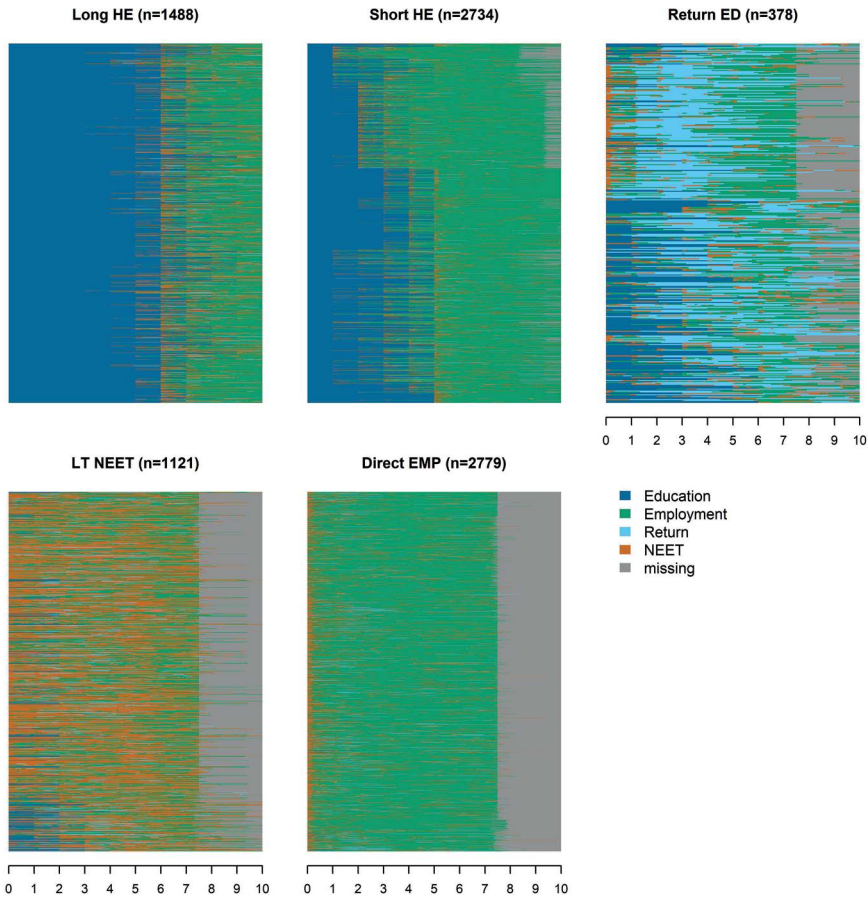 Long HE (n=1488)
Short HE (n=2734)
Return ED (n=378)
0 1 2 3 4 5 6 7 8 9 10
LT NEET (n=1121)
Direct EMP (n=2779)
Education
Employment
Return
NEET
missing
0 1 2 3 4 5 6 7 8 9 10
0 1 2 3 4 5 6 7 8 9 10